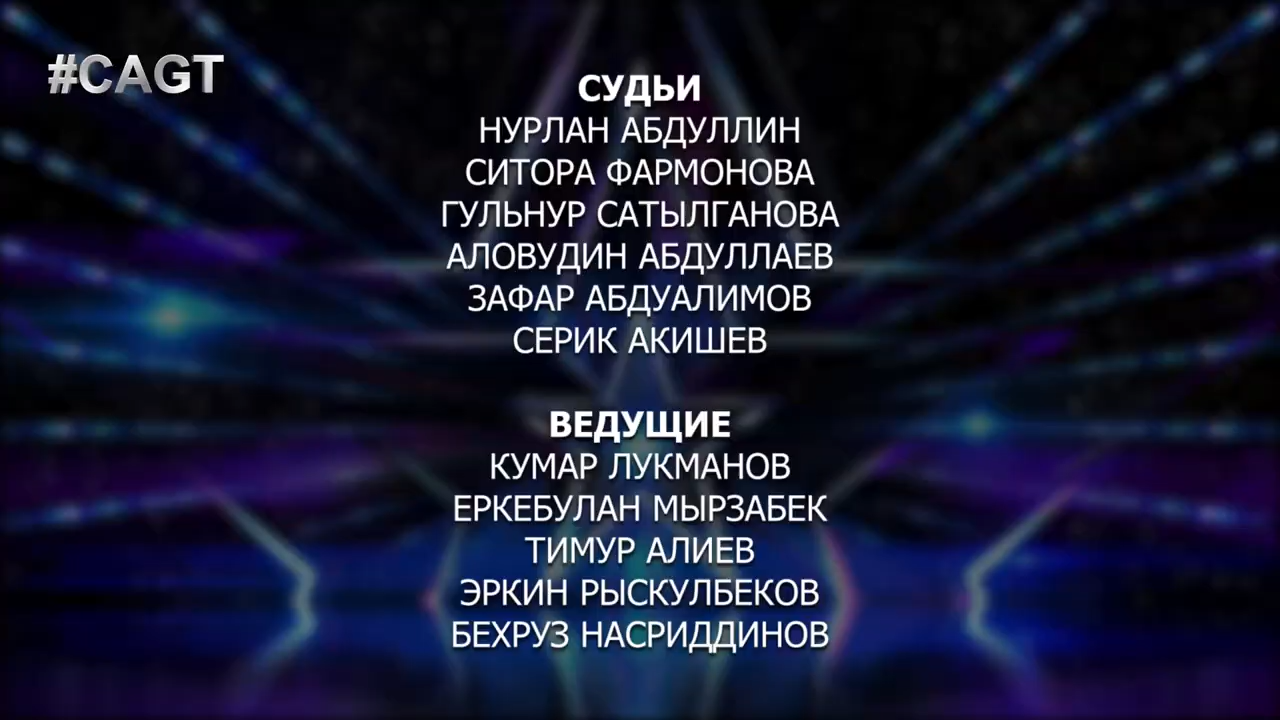 #CAGT
СУДЬИ
НУРЛАН АБДУЛЛИН
СИТОРА ФАРМОНОВА
ГУЛЬНУР САТЫЛГАНОВА
АЛОВУДИН АБДУЛЛАЕВ
ЗАФАР АБДУАЛИМОВ
СЕРИК АКИШЕВ
ВЕДУЩИЕ
КУМАР ЛУКМАНОВ
ЕРКЕБУЛАН МЫРЗАБЕК
ТИМУР АЛИЕВ
ЭРКИН РЫСКУЛБЕКОВ
БЕХРУЗ НАСРИДДИНОВ